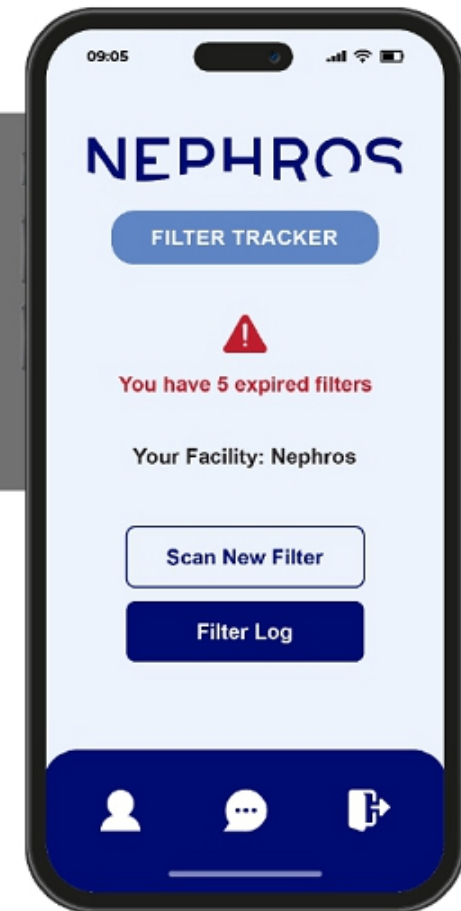 09:05
NEPHROS
FILTER TRACKER
You have 5 expired filters
Your Facility: Nephros
Scan New Filter
Filter Log